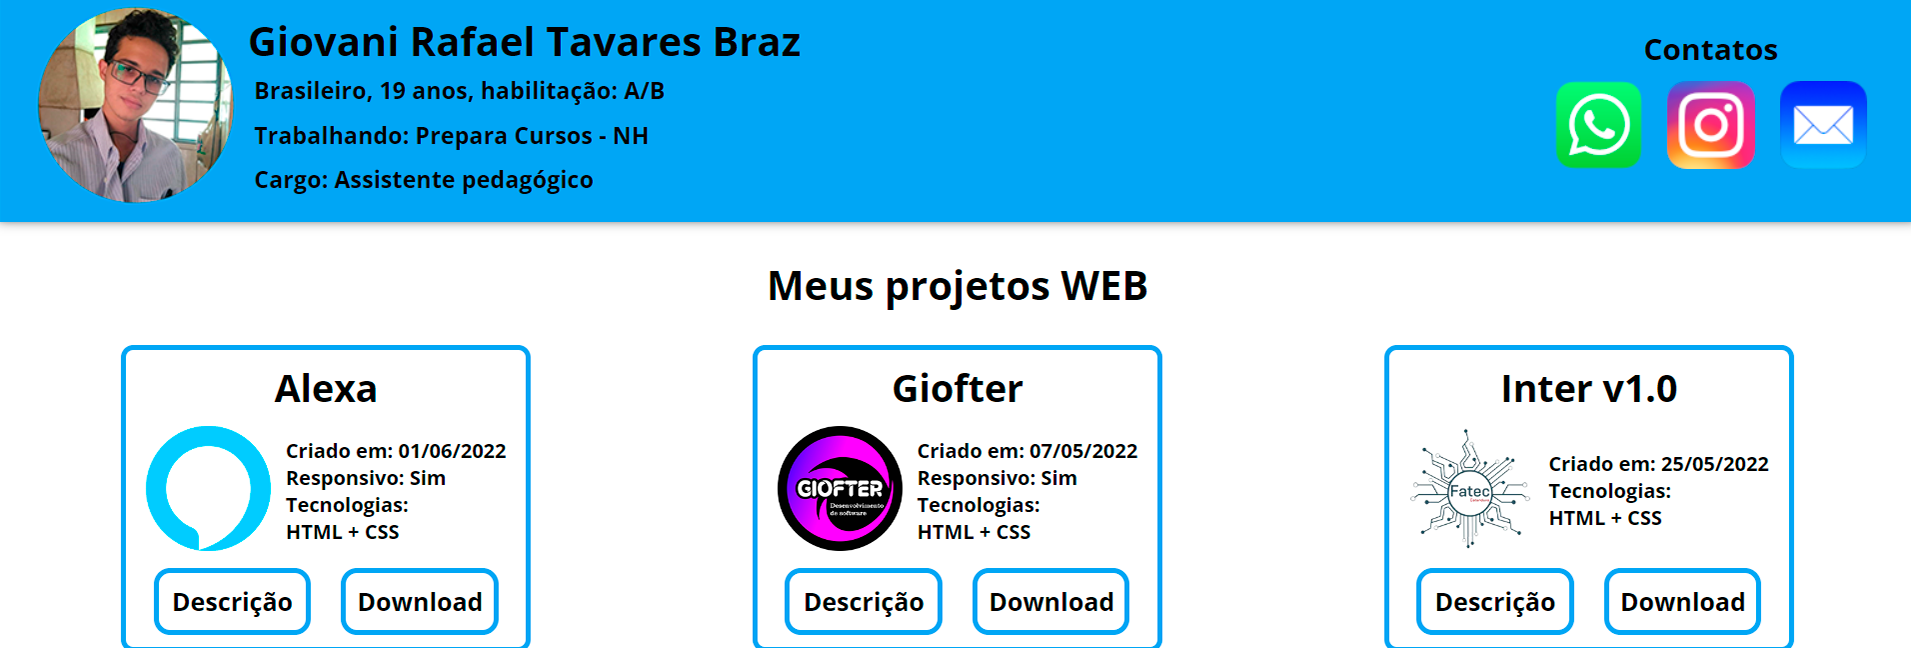 Giovani Rafael Tavares Braz
Brasileiro, 19 anos, habilitação: A/B
Trabalhando: Prepara Cursos - NH
Cargo: Assistente pedagógico
Contatos
Meus projetos WEB
Alexa
Criado em: 01/06/2022
Responsivo: Sim
Tecnologias:
HTML + CSS
Descrição
Download
Giofter
GIOFTER
Desenvolvimento
de software
Criado em: 07/05/2022
Responsivo: Sim
Tecnologias:
HTML + CSS
Descrição
Download
Inter v1.0
Fatec
Criado em: 25/05/2022
Tecnologias:
HTML + CSS
Descrição
Download